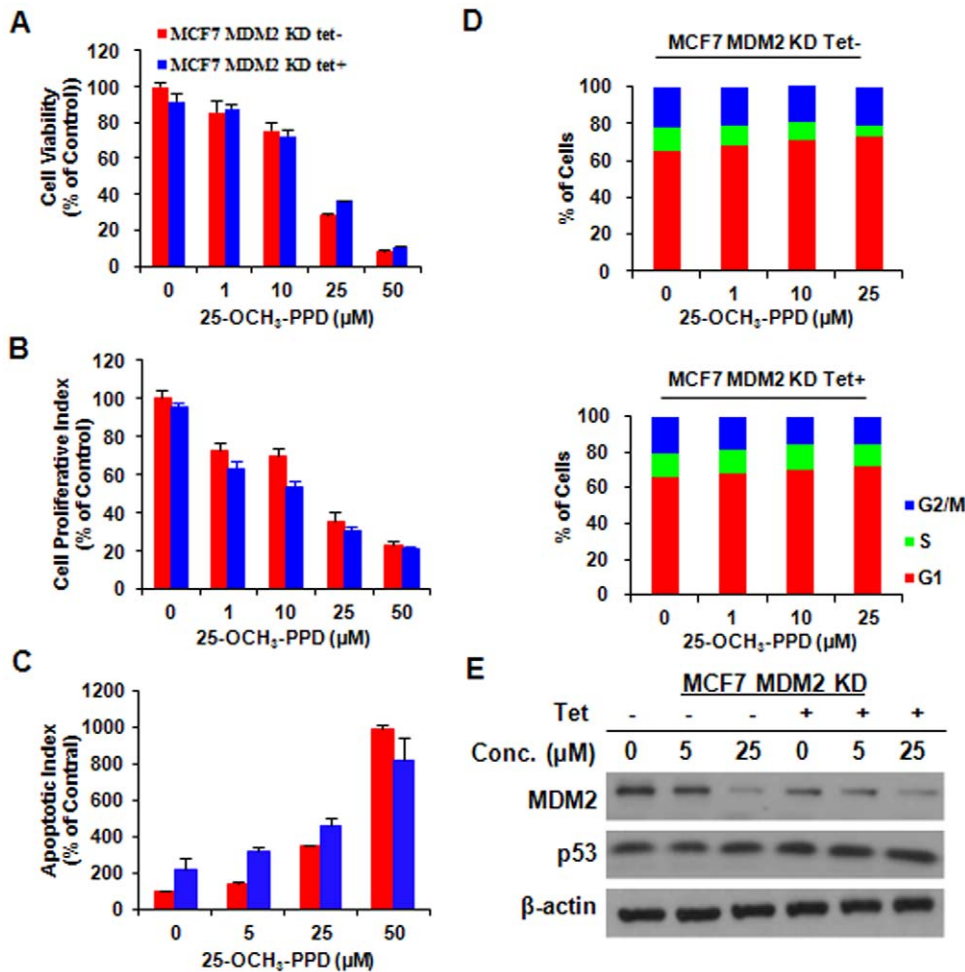 A
MCF7 MDM2 KD tet-
MCF7 MDM2 KD tet+
Cell Viability
(% of Control))
120
100
80
60
40
20
0
0 1 10 25 50
25-OCH₃-PPD (µM)
B
Cell Proliferative Index
(% of Control)
120
100
80
60
40
20
0
0 1 10 25 50
25-OCH₃-PPD (µM)
C
Apoptotic Index
(% of Contral)
1200
1000
800
600
400
200
0
0 5 25 50
25-OCH₃-PPD (µM)
D
MCF7 MDM2 KD Tet-
% of Cells
100
80
60
40
20
0
0 1 10 25
25-OCH₃-PPD (µM)
MCF7 MDM2 KD Tet+
% of Cells
100
80
60
40
20
0
0 1 10 25
25-OCH₃-PPD (µM)
G2/M
S
G1
E
MCF7 MDM2 KD
Tet - - - + + +
Conc. (µM) 0 5 25 0 5 25
MDM2
p53
β-actin